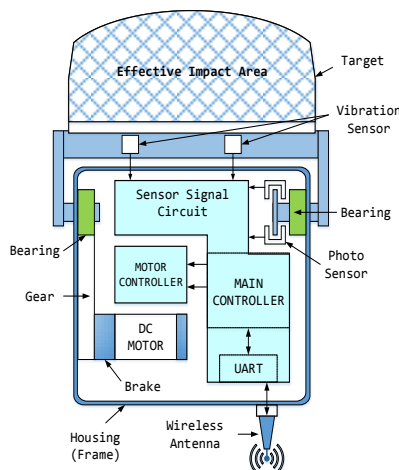 Effective Impact Area
Target
Vibration
Sensor
Sensor Signal
Circuit
Bearing
Bearing
Photo
Sensor
MOTOR
CONTROLLER
MAIN
CONTROLLER
Gear
DC
MOTOR
UART
Brake
Housing
(Frame)
Wireless
Antenna